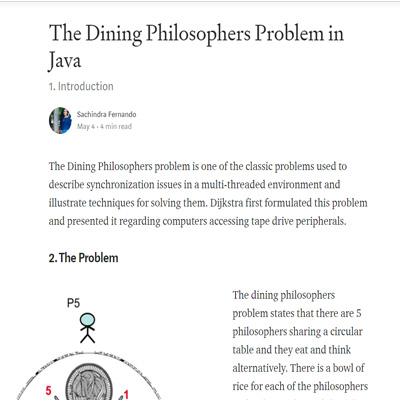 The Dining Philosophers Problem in
Java
1. Introduction
Sachindra Fernando
May 4 · 4 min read
The Dining Philosophers problem is one of the classic problems used to
describe synchronization issues in a multi-threaded environment and
illustrate techniques for solving them. Dijkstra first formulated this problem
and presented it regarding computers accessing tape drive peripherals.
2. The Problem
P5
5
1
The dining philosophers
problem states that there are 5
philosophers sharing a circular
table and they eat and think
alternatively. There is a bowl of
rice for each of the philosophers